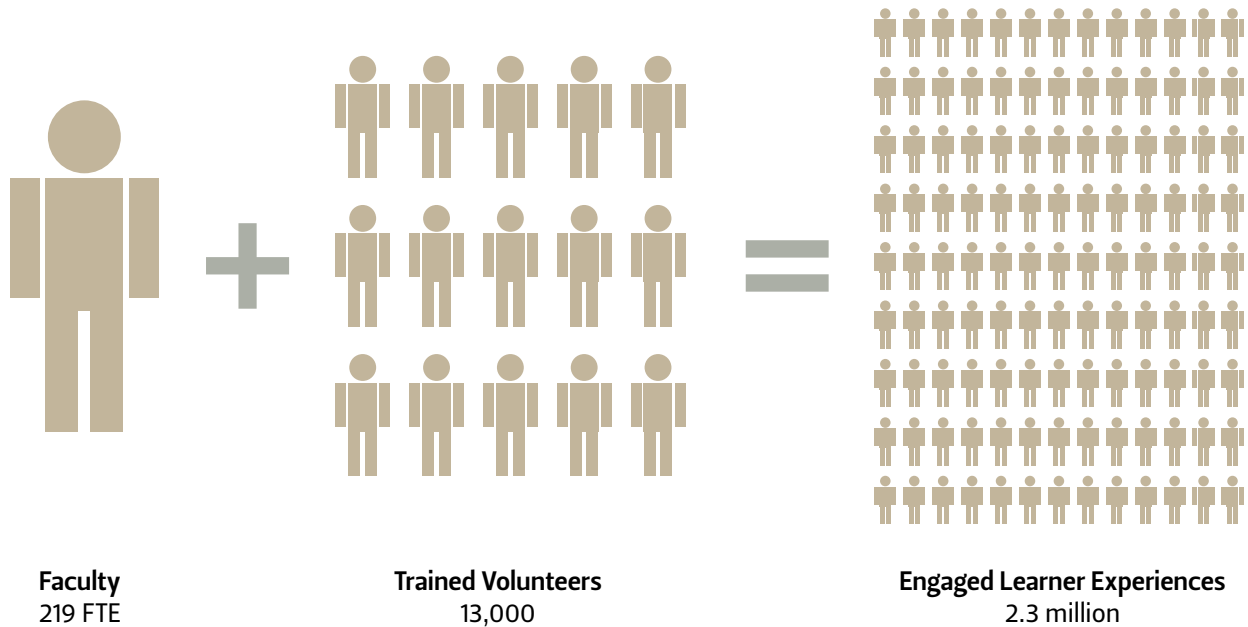 Faculty
219 FTE
Trained Volunteers
13,000
Engaged Learner Experiences
2.3 million